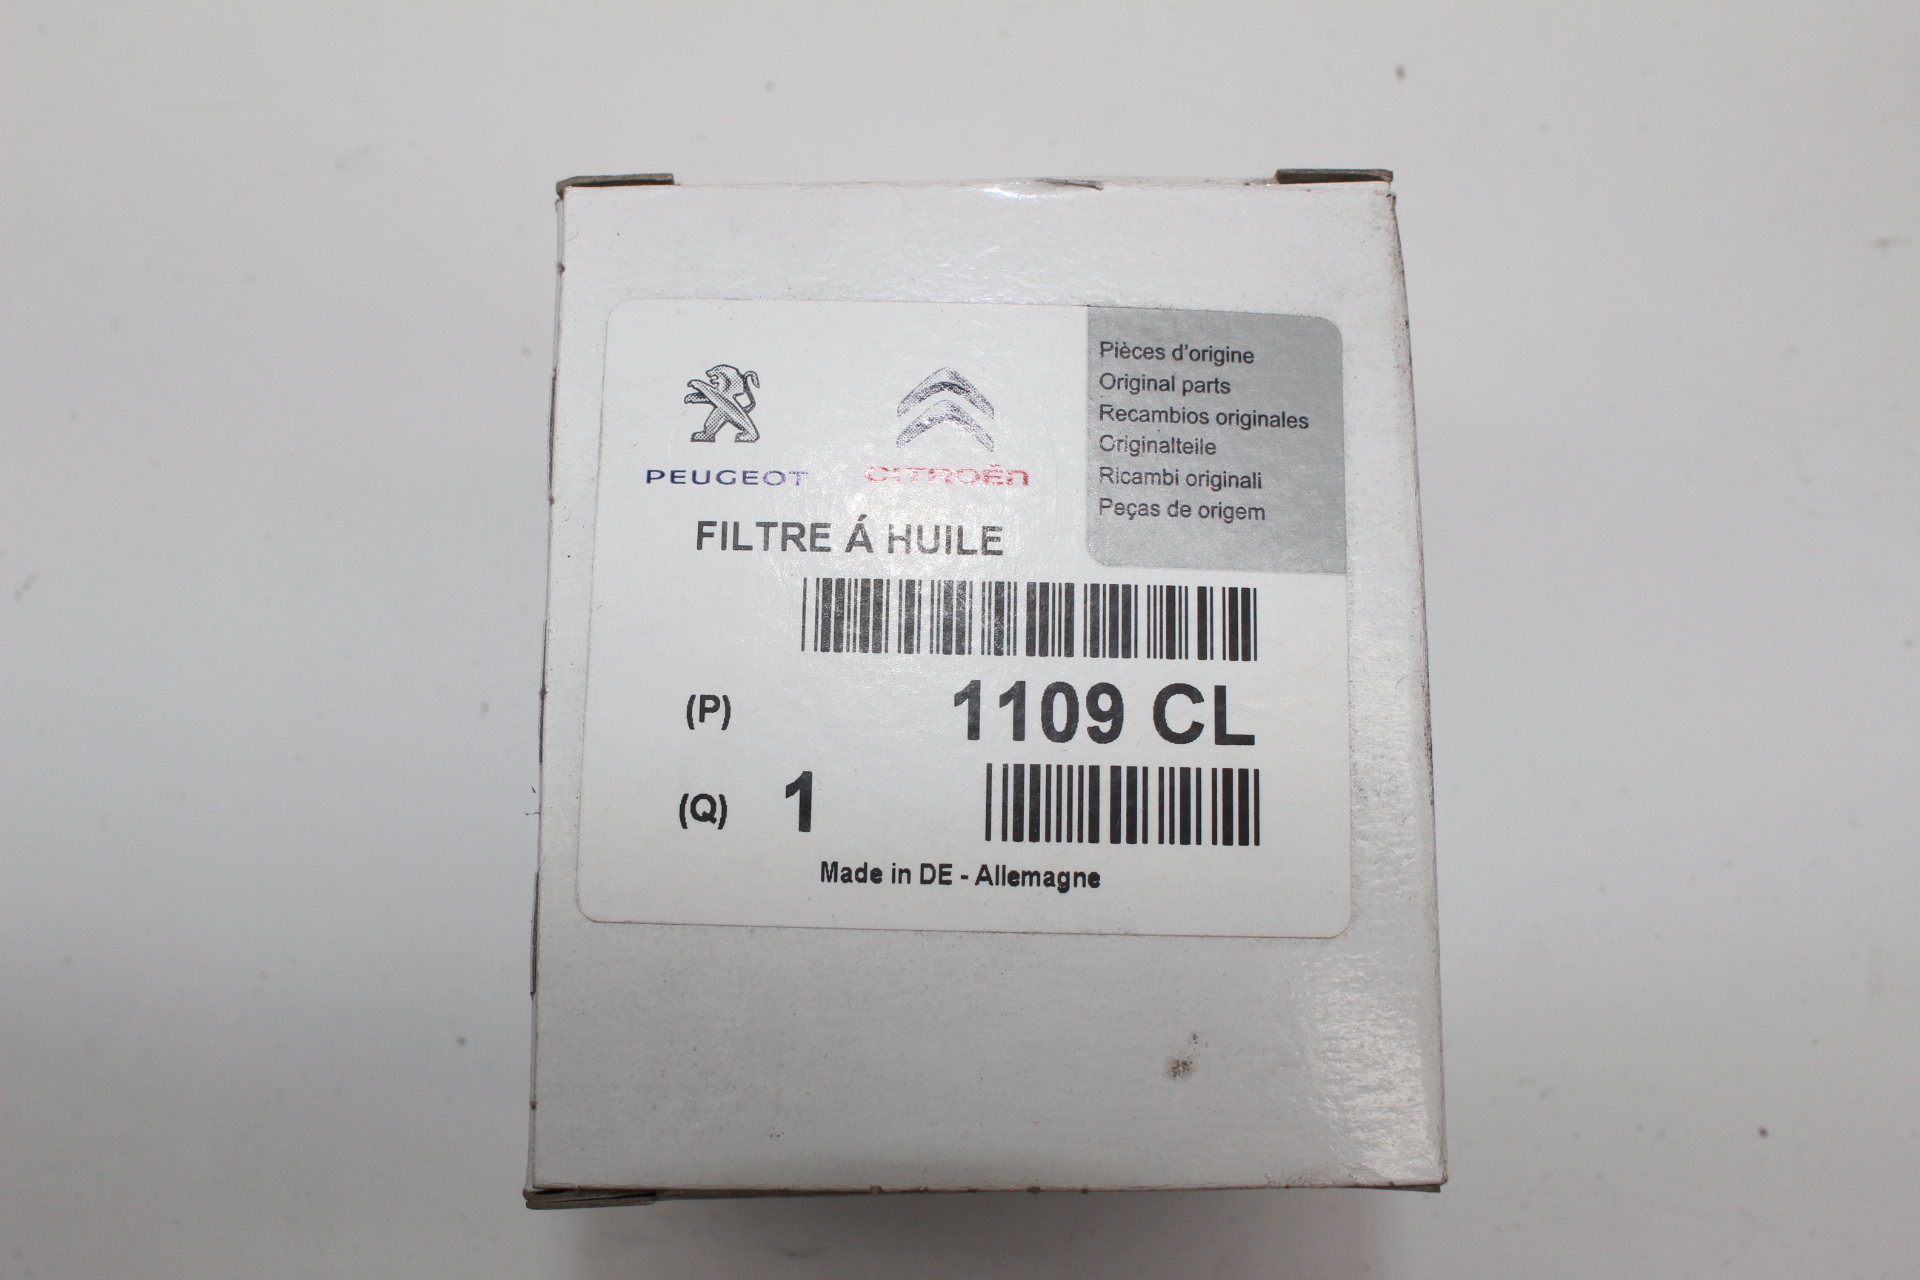 PEUGEOT
CITROËN
Pièces d'origine
Original parts
Recambios originales
Originalteile
Ricambi originali
Peças de origem
FILTRE Á HUILE
(P) 1109 CL
(Q) 1
Made in DE - Allemagne